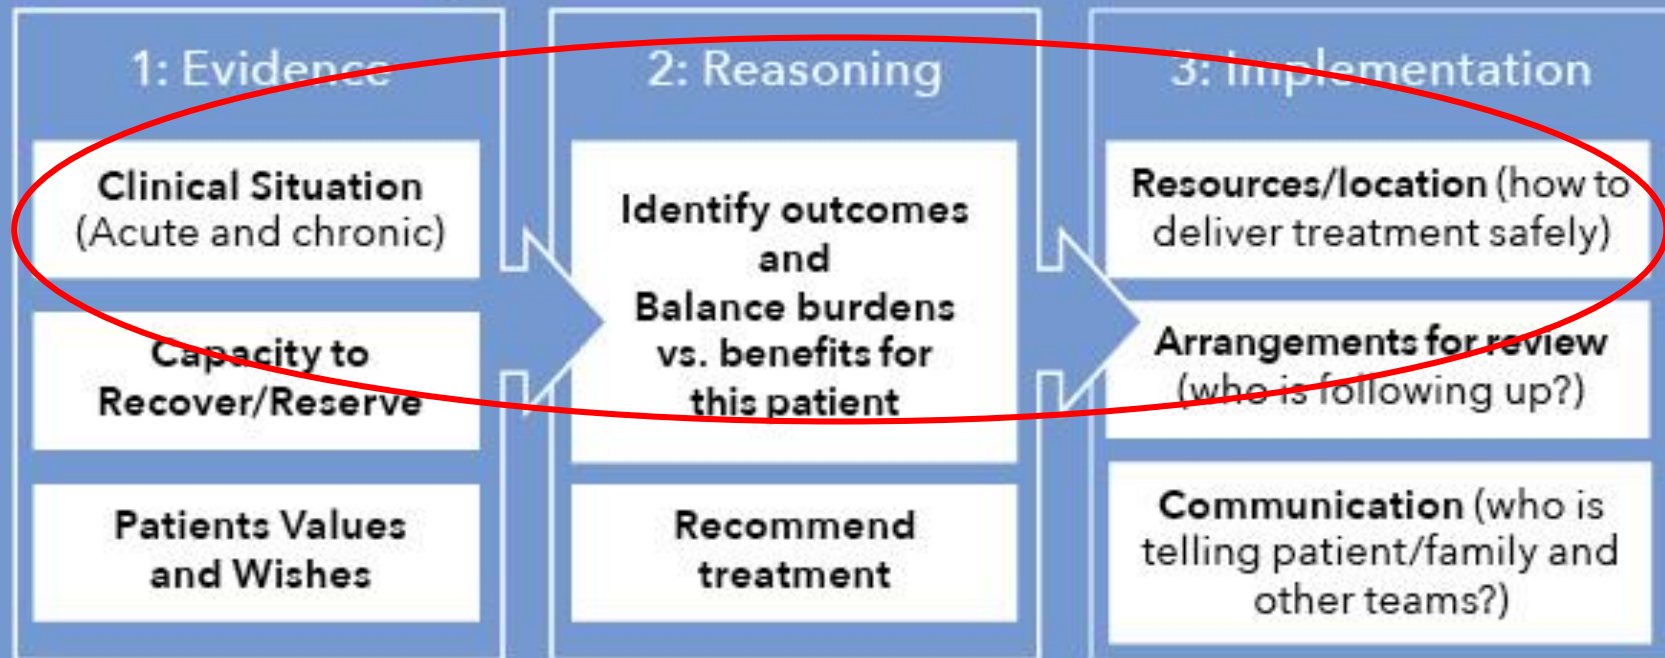 1: Evidence
Clinical Situation
(Acute and chronic)
Capacity to
Recover/Reserve
Patients Values
and Wishes
2: Reasoning
Identify outcomes
and
Balance burdens
vs. benefits for
this patient
Recommend
treatment
3: Implementation
Resources/location (how to
deliver treatment safely)
Arrangements for review
(who is following up?)
Communication (who is
telling patient/family and
other teams?)